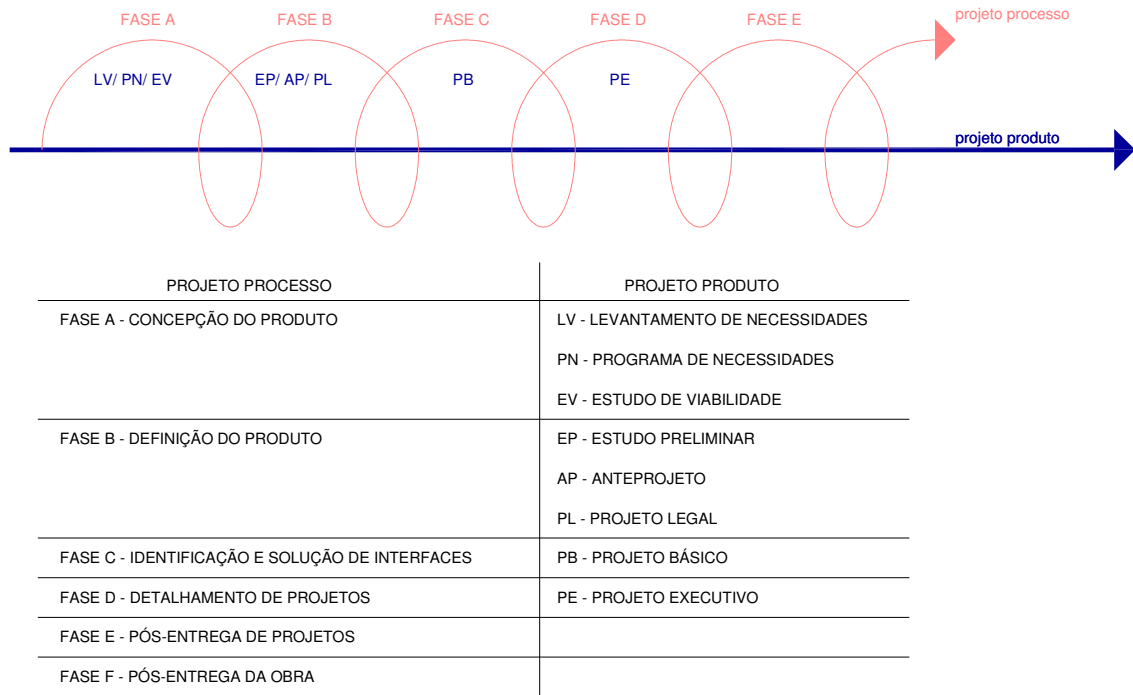 FASE A FASE B FASE C FASE D FASE E projeto processo
LV/ PN/ EV EP/ AP/ PL PB PE
projeto produto
PROJETO PROCESSO PROJETO PRODUTO
FASE A - CONCEPÇÃO DO PRODUTO LV - LEVANTAMENTO DE NECESSIDADES
PN - PROGRAMA DE NECESSIDADES
EV - ESTUDO DE VIABILIDADE
FASE B - DEFINIÇÃO DO PRODUTO EP - ESTUDO PRELIMINAR
AP - ANTEPROJETO
PL - PROJETO LEGAL
FASE C - IDENTIFICAÇÃO E SOLUÇÃO DE INTERFACES PB - PROJETO BÁSICO
FASE D - DETALHAMENTO DE PROJETOS PE - PROJETO EXECUTIVO
FASE E - PÓS-ENTREGA DE PROJETOS
FASE F - PÓS-ENTREGA DA OBRA